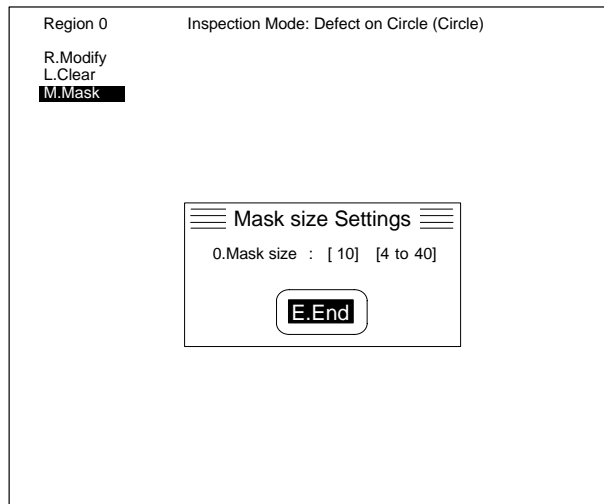 Region 0 Inspection Mode: Defect on Circle (Circle)
R.Modify
L.Clear
M.Mask
Mask size Settings
0.Mask size : [ 10] [4 to 40]
E.End